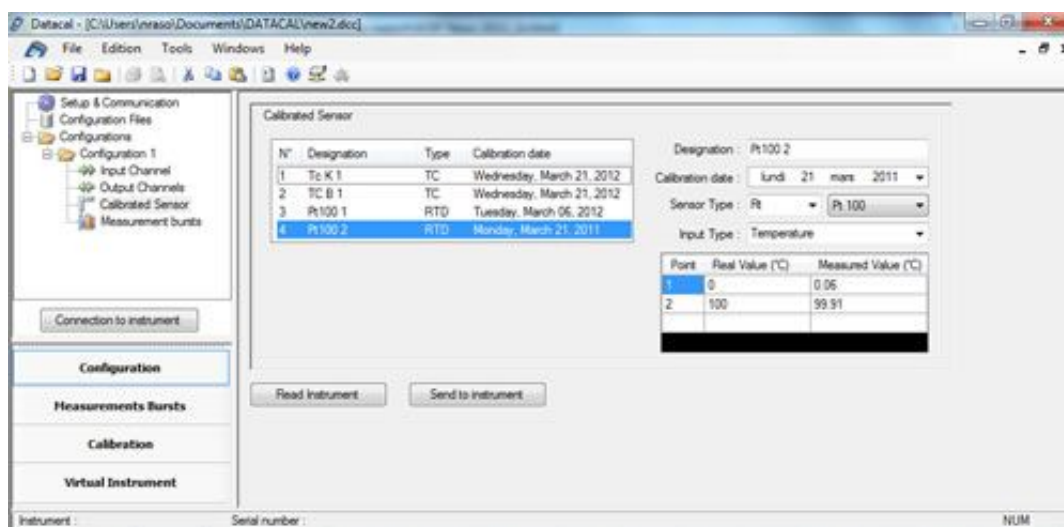 Datacal - [C:\Users\nraso\Documents\DATACAL\new2.dcc]
File Edition Tools Windows Help
Setup & Communication
Configuration Files
Configurations
Configuration 1
Input Channel
Output Channels
Calibrated Sensor
Measurement bursts
Connection to instrument
Configuration
Measurements Bursts
Calibration
Virtual Instrument
Calibrated Sensor
N° Designation Type Calibration date
1 Tc K 1 TC Wednesday, March 21, 2012
2 TC B 1 TC Wednesday, March 21, 2012
3 Pt100 1 RTD Tuesday, March 06, 2012
4 Pt100 2 RTD Monday, March 21, 2011
Designation : Pt100 2
Calibration date : lundi 21 mars 2011
Sensor Type : Pt Pt 100
Input Type : Temperature
Point Real Value (°C) Measured Value (°C)
1 0 0.06
2 100 99.91
Read Instrument Send to instrument
Instrument : Serial number : NUM